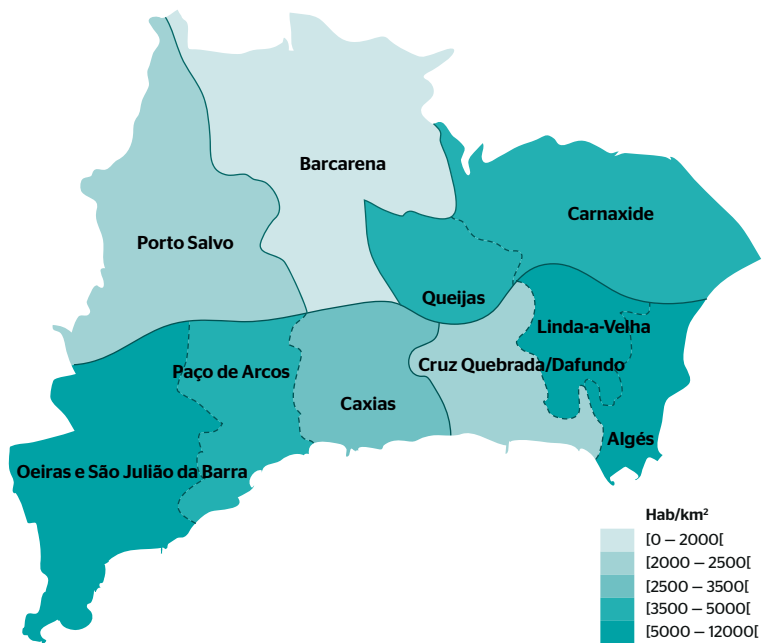 Barcarena
Carnaxide
Porto Salvo
Queijas
Linda-a-Velha
Cruz Quebrada/Dafundo
Paço de Arcos
Caxias
Algés
Oeiras e São Julião da Barra
Hab/km²
[0 – 2000[
[2000 – 2500[
[2500 – 3500[
[3500 – 5000[
[5000 – 12000[